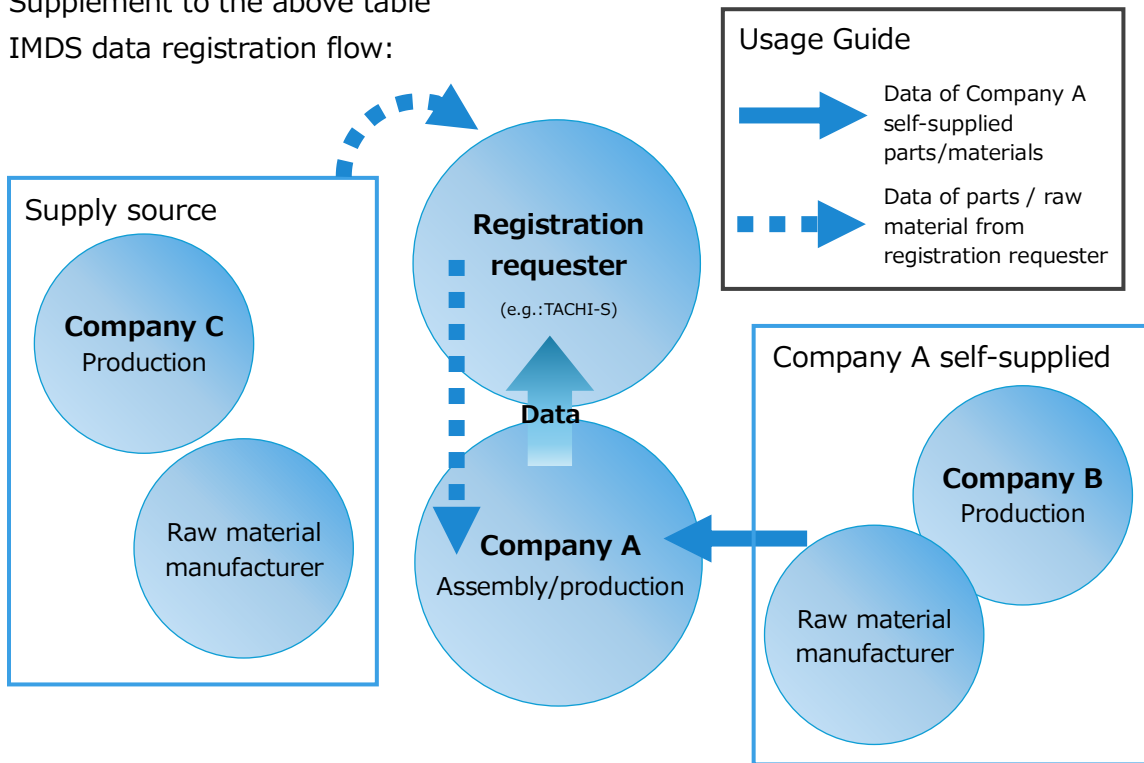 Supplement to the above table
IMDS data registration flow:
Usage Guide
Data of Company A
self-supplied
parts/materials
Data of parts / raw
material from
registration requester
Supply source
Company C
Production
Raw material
manufacturer
Registration
requester
(e.g.:TACHI-S)
Data
Company A
Assembly/production
Company A self-supplied
Company B
Production
Raw material
manufacturer